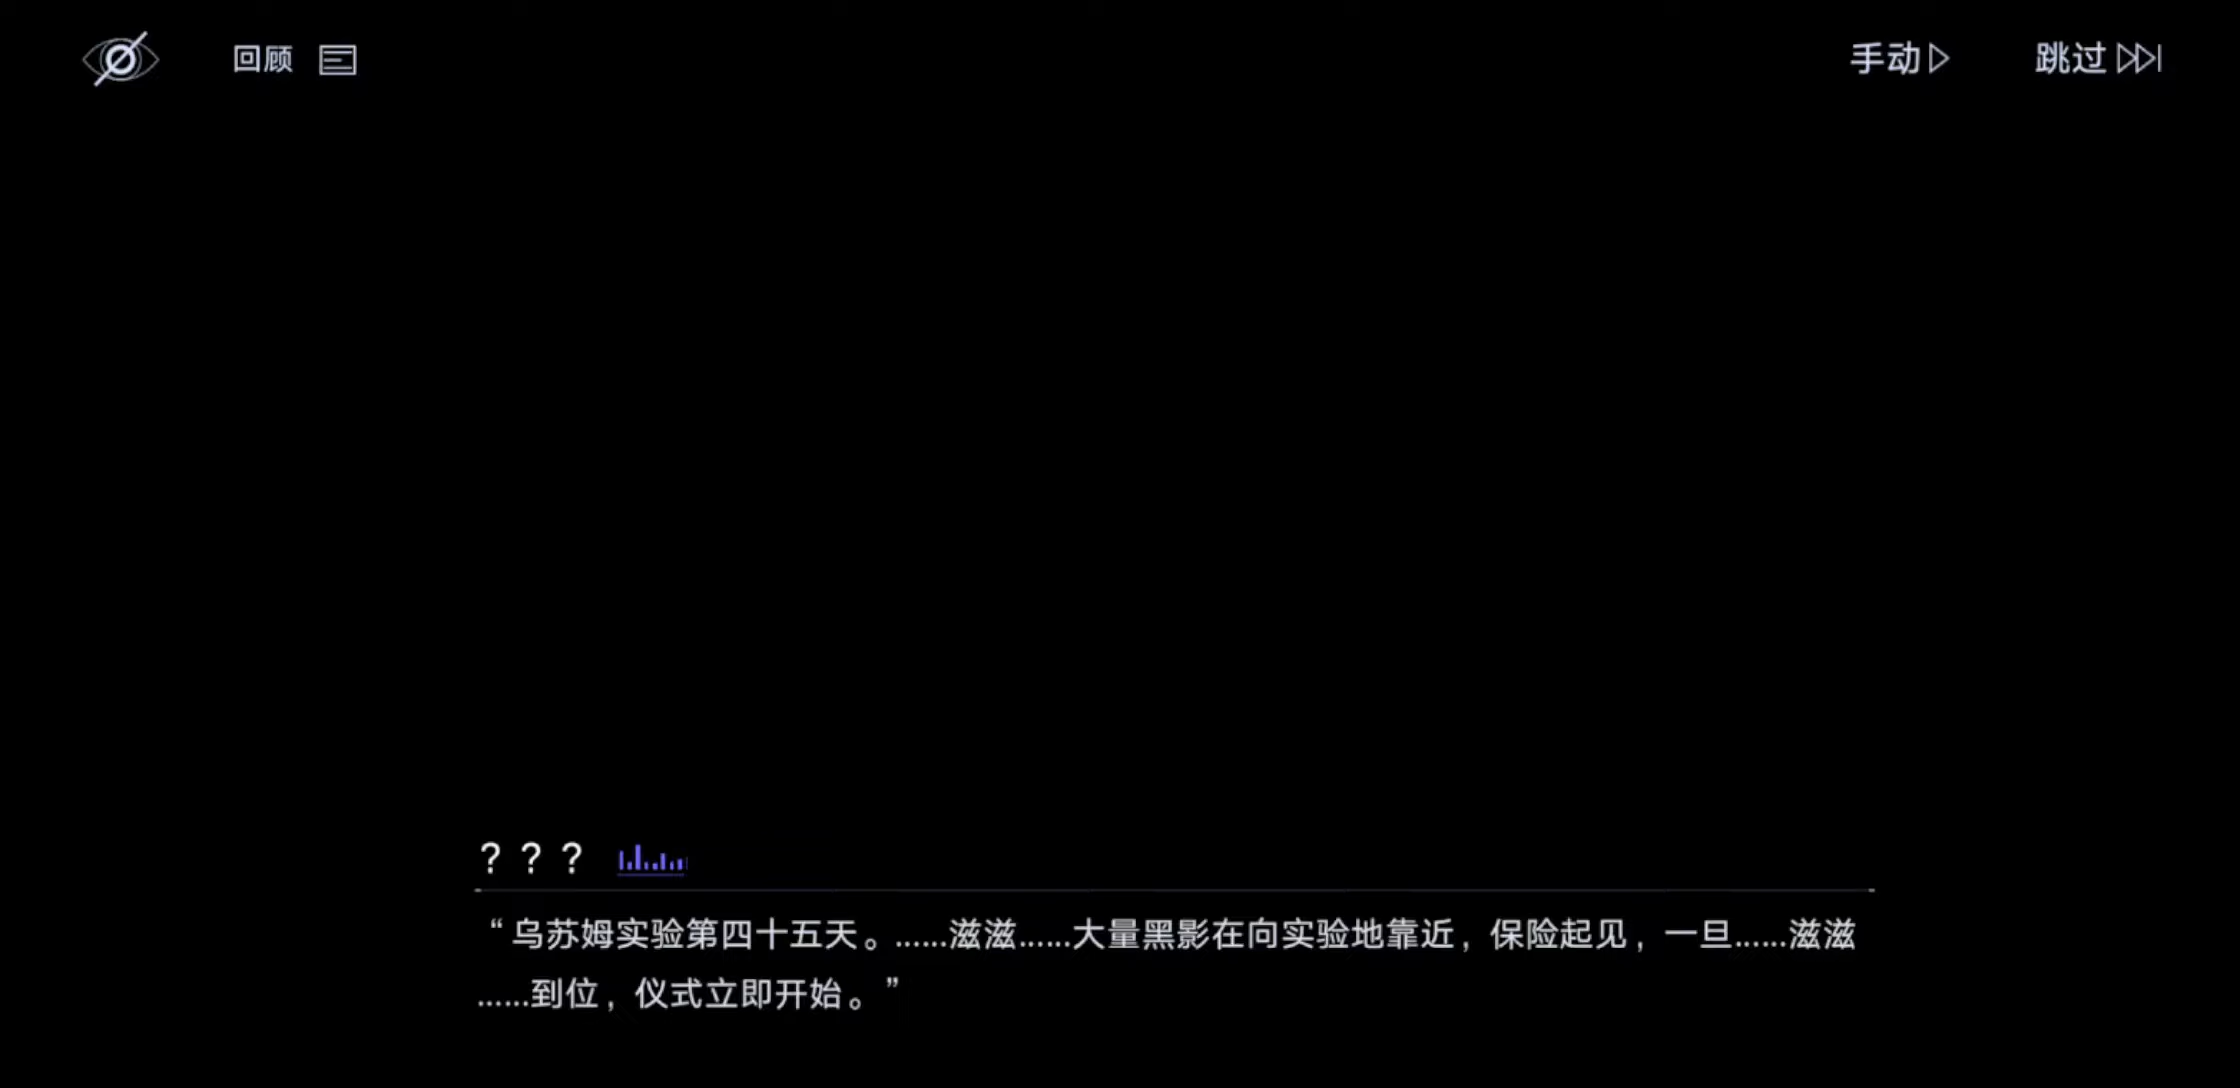 回顾
手动
跳过
？？？
“乌苏姆实验第四十五天。……滋滋……大量黑影在向实验地靠近，保险起见，一旦……滋滋
……到位，仪式立即开始。”